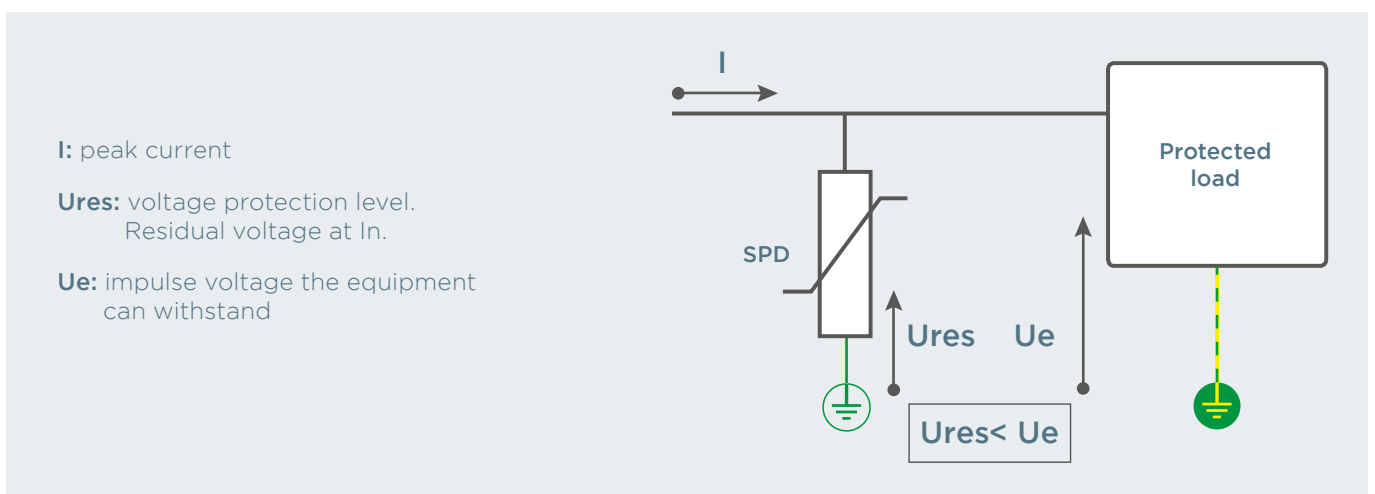 I: peak current
Ures: voltage protection level.
Residual voltage at In.
Ue: impulse voltage the equipment
can withstand
I
Protected
load
SPD
Ures
Ue
Ures< Ue